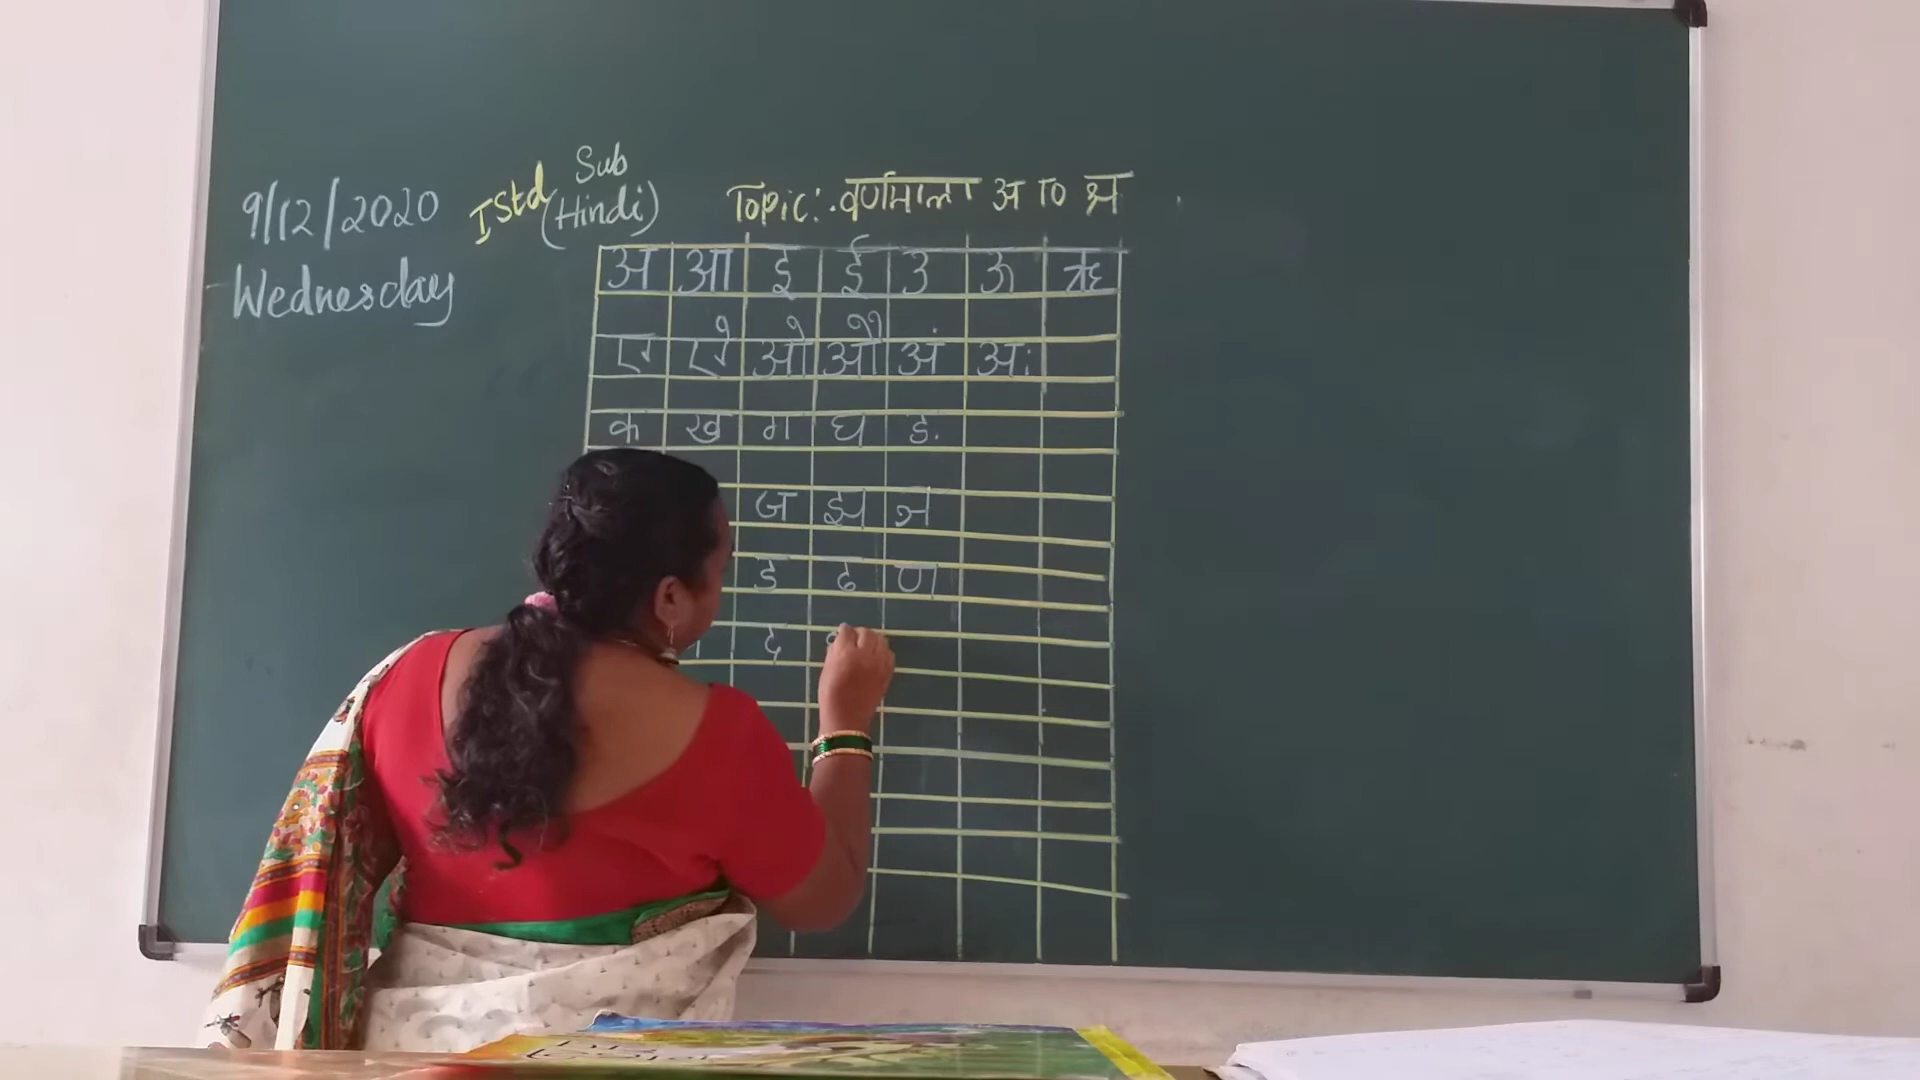 9/12/2020
Wednesday
I Std
Sub
(Hindi)
Topic:. वर्णमाला अ To श्र
अ आ इ ई उ ऊ ऋ
ए ऐ ओ औ अं अः
क ख ग घ ङ
ज झ ञ
ड ढ ण
द